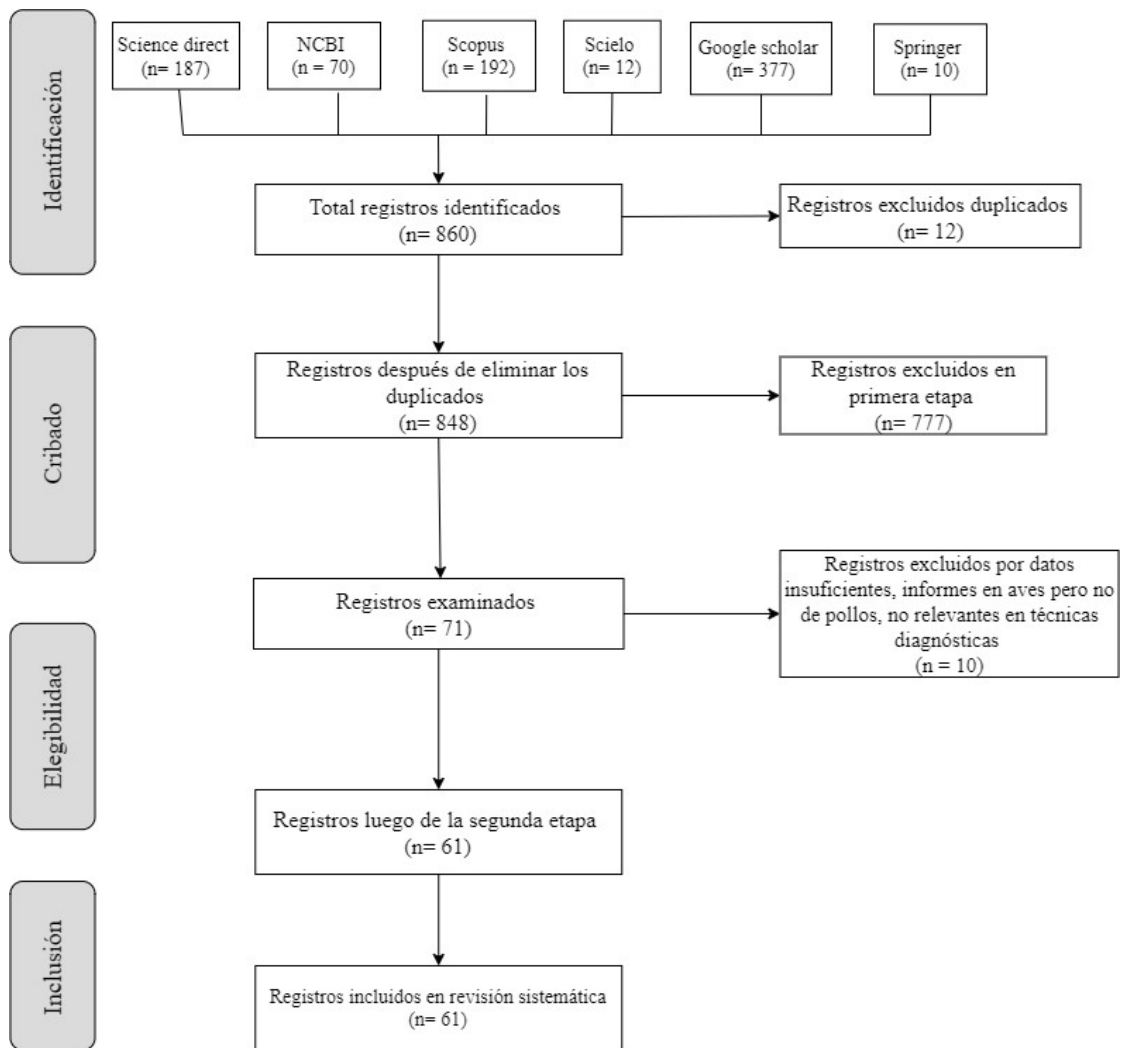 Identificación
Science direct
(n= 187)
NCBI
(n = 70)
Scopus
(n = 192)
Scielo
(n= 12)
Google scholar
(n= 377)
Springer
(n= 10)
Total registros identificados
(n= 860)
Registros excluidos duplicados
(n= 12)
Cribado
Registros después de eliminar los
duplicados
(n= 848)
Registros excluidos en
primera etapa
(n= 777)
Registros examinados
(n= 71)
Registros excluidos por datos
insuficientes, informes en aves pero no
de pollos, no relevantes en técnicas
diagnósticas
(n = 10)
Elegibilidad
Registros luego de la segunda etapa
(n= 61)
Inclusión
Registros incluidos en revisión sistemática
(n= 61)